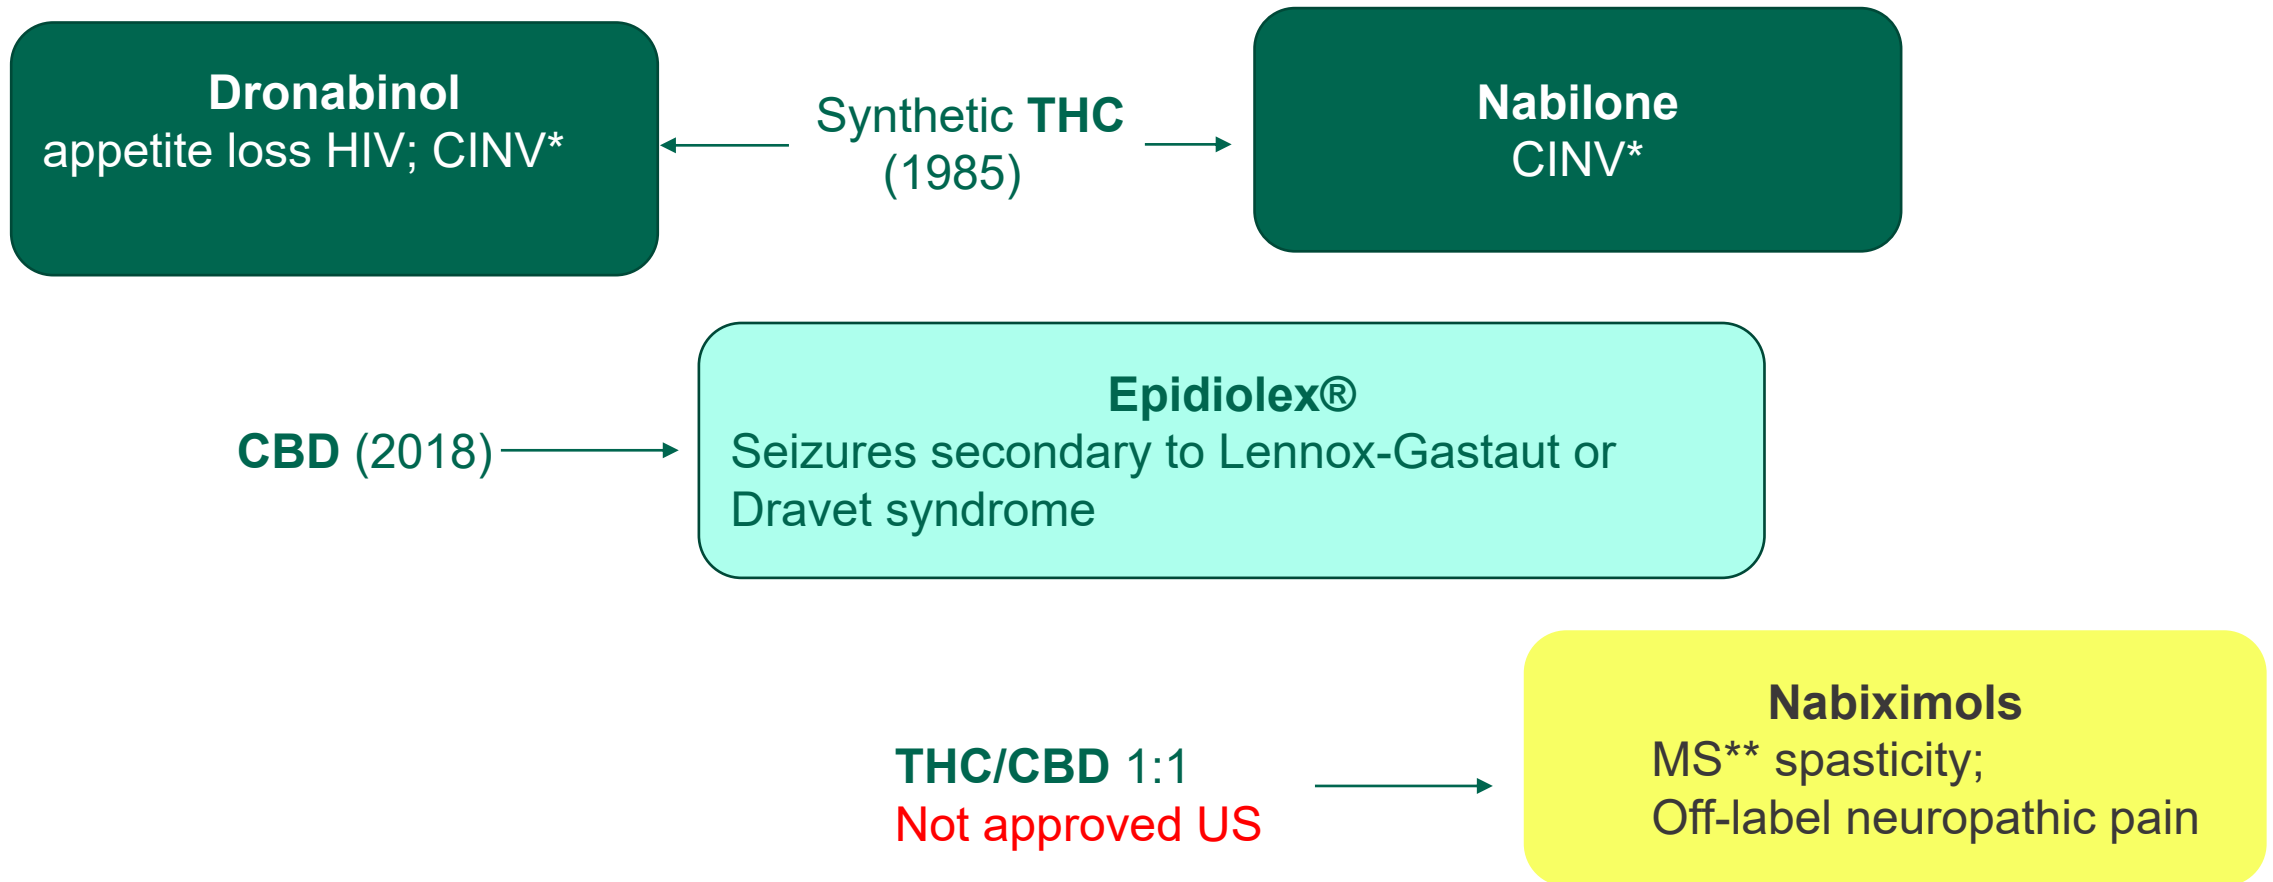 Dronabinol
appetite loss HIV; CINV*
Synthetic THC
(1985)
Nabilone
CINV*
CBD (2018)
Epidiolex®
Seizures secondary to Lennox-Gastaut or
Dravet syndrome
THC/CBD 1:1
Not approved US
Nabiximols
MS** spasticity;
Off-label neuropathic pain